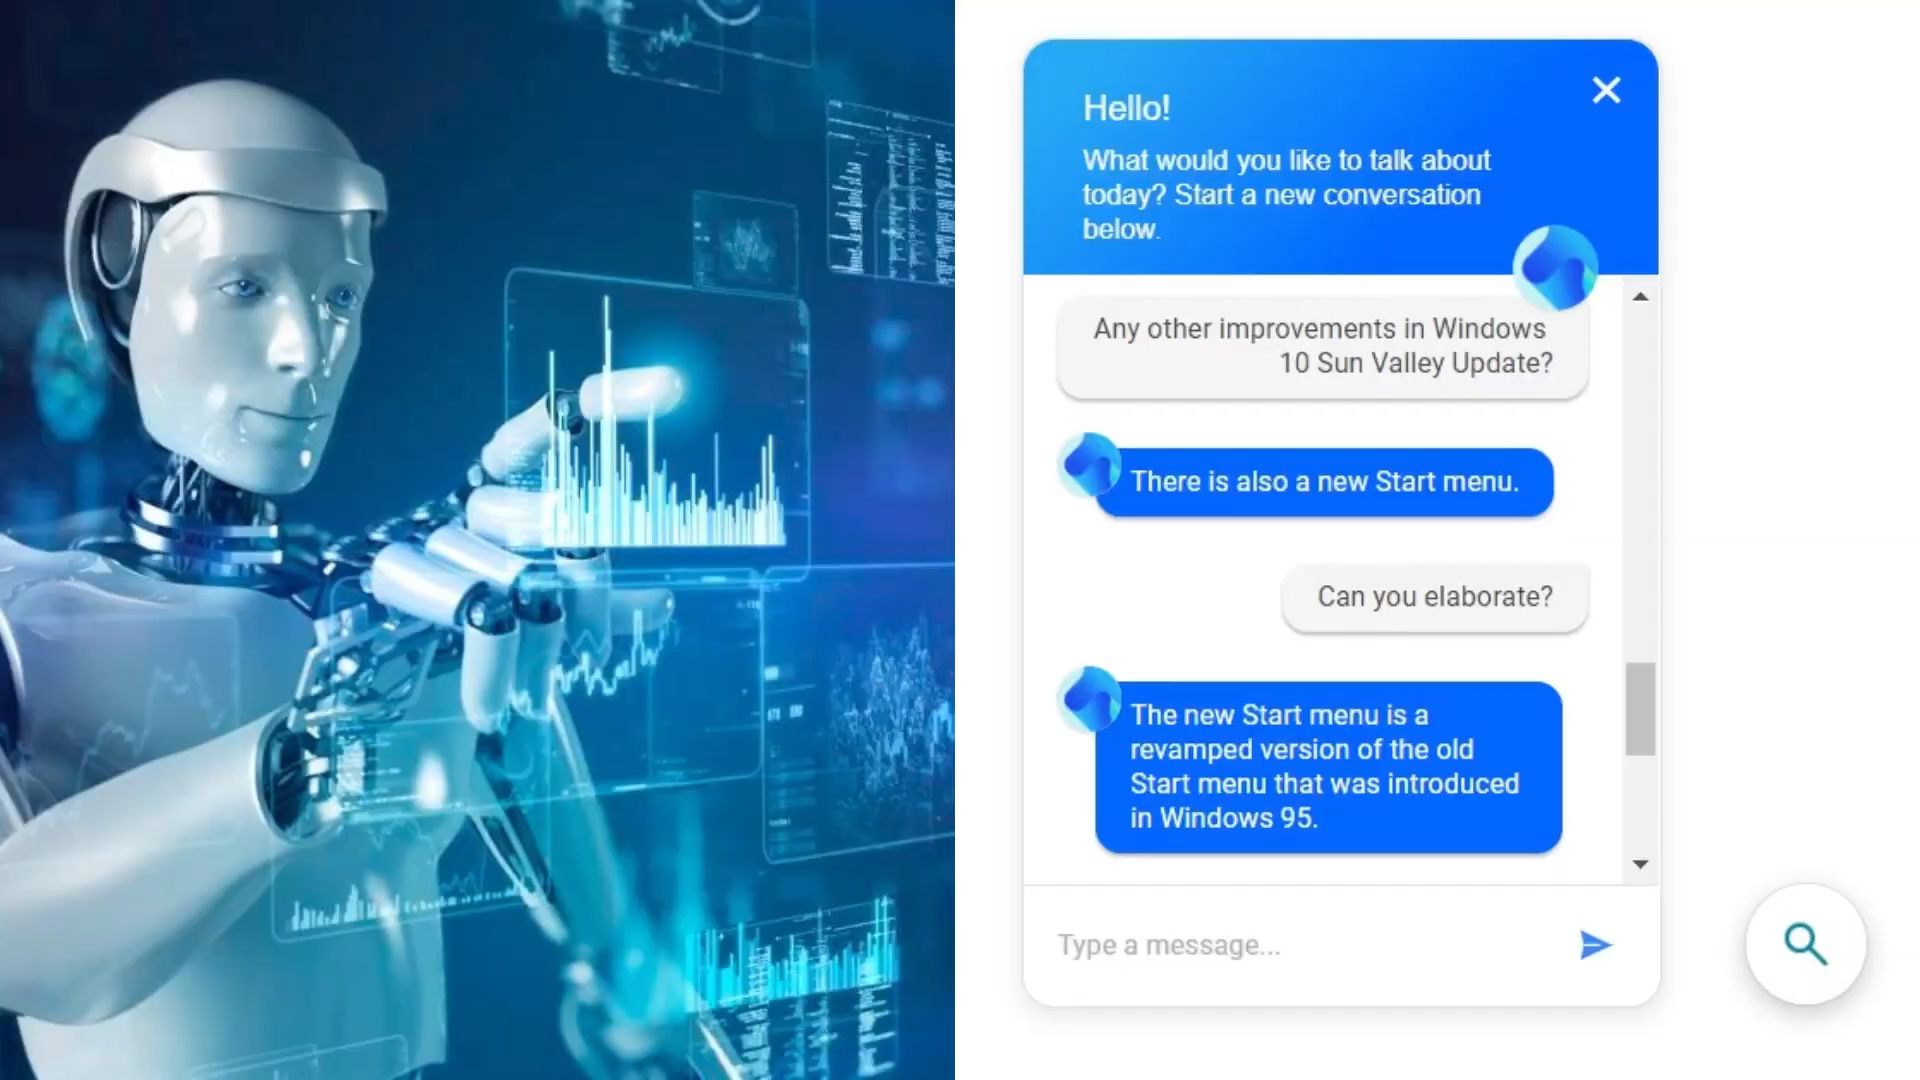 Hello!
What would you like to talk about
today? Start a new conversation
below.
Any other improvements in Windows
10 Sun Valley Update?
There is also a new Start menu.
Can you elaborate?
The new Start menu is a
revamped version of the old
Start menu that was introduced
in Windows 95.
Type a message...